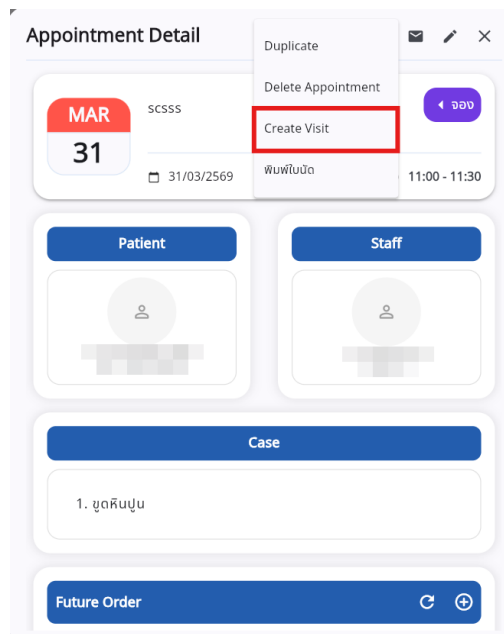 Appointment Detail
Duplicate
Delete Appointment
Create Visit
พิมพ์ใบนัด
MAR
31
scsss
จอง
31/03/2569
11:00 - 11:30
Patient
Staff
Case
1. ขูดหินปูน
Future Order